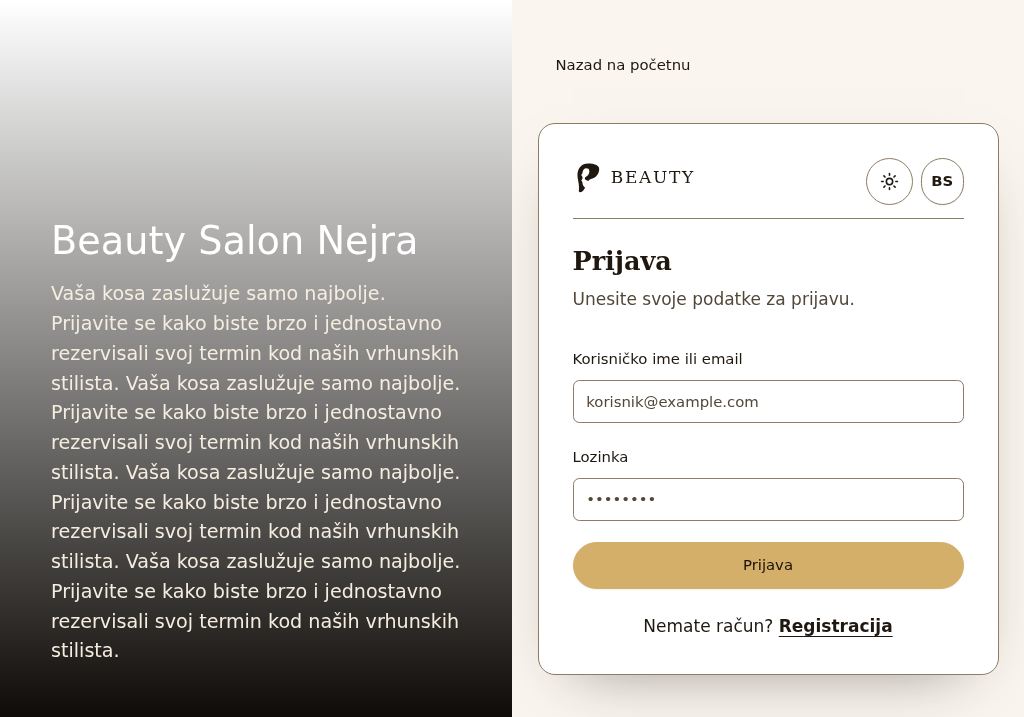 Beauty Salon Nejra
Vaša kosa zaslužuje samo najbolje.
Prijavite se kako biste brzo i jednostavno
rezervisali svoj termin kod naših vrhunskih
stilista. Vaša kosa zaslužuje samo najbolje.
Prijavite se kako biste brzo i jednostavno
rezervisali svoj termin kod naših vrhunskih
stilista. Vaša kosa zaslužuje samo najbolje.
Prijavite se kako biste brzo i jednostavno
rezervisali svoj termin kod naših vrhunskih
stilista. Vaša kosa zaslužuje samo najbolje.
Prijavite se kako biste brzo i jednostavno
rezervisali svoj termin kod naših vrhunskih
stilista.
Nazad na početnu
BEAUTY
BS
Prijava
Unesite svoje podatke za prijavu.
Korisničko ime ili email
korisnik@example.com
Lozinka
••••••••
Prijava
Nemate račun? Registracija